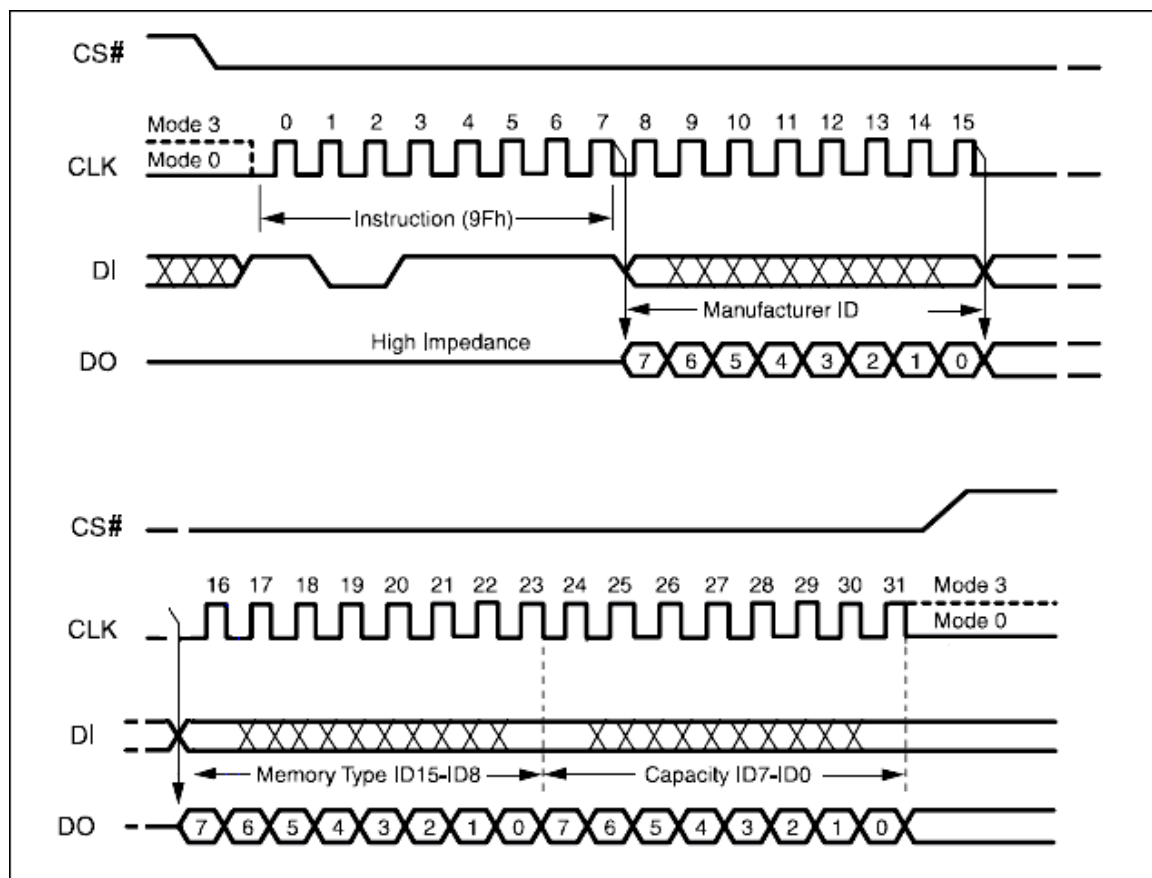 CS#
Mode 3
0 1 2 3 4 5 6 7 8 9 10 11 12 13 14 15
CLK
Mode 0
Instruction (9Fh)
DI
Manufacturer ID
High Impedance
DO
7 6 5 4 3 2 1 0
CS#
16 17 18 19 20 21 22 23 24 25 26 27 28 29 30 31
Mode 3
CLK
Mode 0
DI
Memory Type ID15-ID8
Capacity ID7-ID0
DO
7 6 5 4 3 2 1 0 7 6 5 4 3 2 1 0